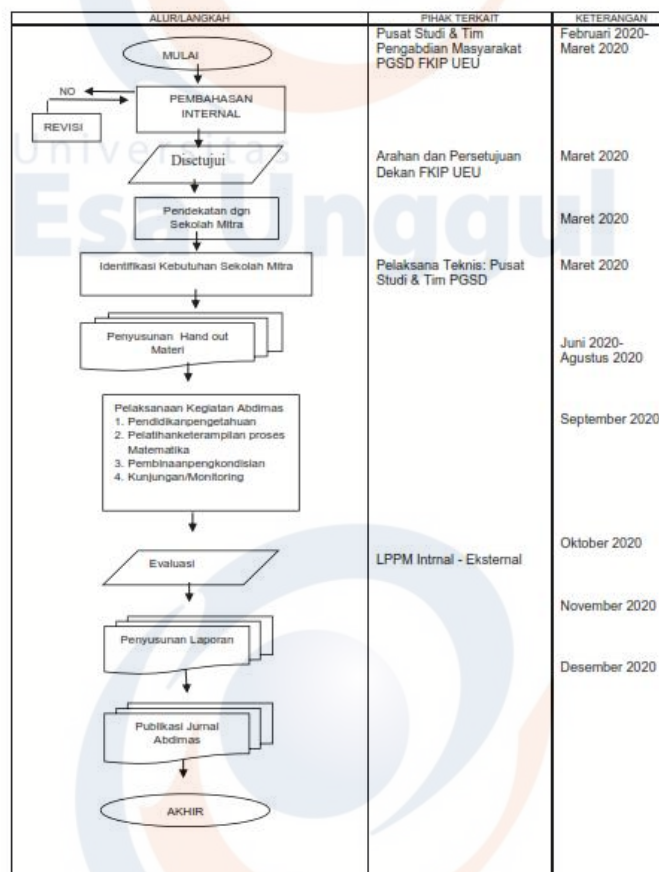 ALUR/LANGKAH
PIHAK TERKAIT
KETERANGAN
MULAI
Pusat Studi & Tim
Pengabdian Masyarakat
PGSD FKIP UEU
Februari 2020-
Maret 2020
NO
PEMBAHASAN
INTERNAL
REVISI
Universitas
Esa Unggul
Disetujui
Arahan dan Persetujuan
Dekan FKIP UEU
Maret 2020
Pendekatan dgn
Sekolah Mitra
Maret 2020
Identifikasi Kebutuhan Sekolah Mitra
Pelaksana Teknis: Pusat
Studi & Tim PGSD
Maret 2020
Penyusunan Hand out
Materi
Juni 2020-
Agustus 2020
Pelaksanaan Kegiatan Abdimas
1. Pendidikanpengetahuan
2. Pelatihanketerampilan proses
Matematika
3. Pembinaanpengkondisian
4. Kunjungan/Monitoring
September 2020
Evaluasi
LPPM Intrnal - Eksternal
Oktober 2020
Penyusunan Laporan
November 2020
Publikasi Jurnal
Abdimas
Desember 2020
AKHIR